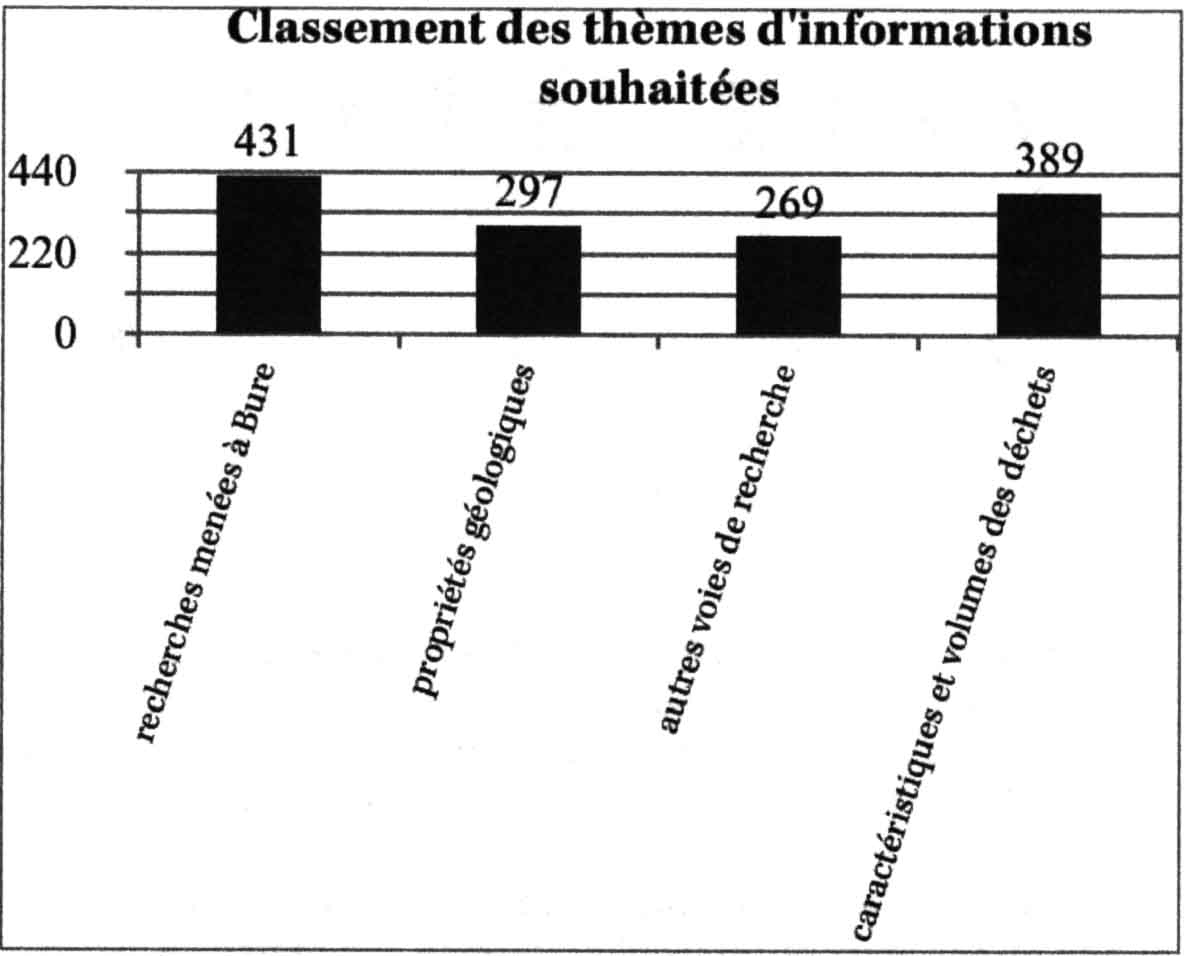 Classement des thèmes d'informations
souhaitées
431
297
269
389
440
220
0
recherches menées à Bure
propriétés géologiques
autres voies de recherche
caractéristiques et volumes des déchets